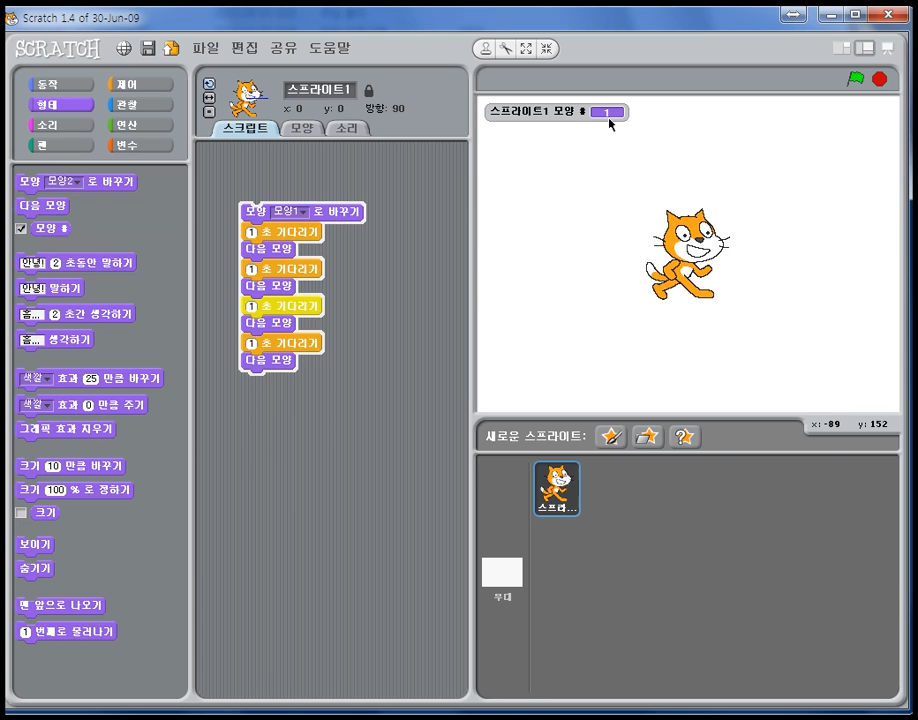 Scratch 1.4 of 30-Jun-09
SCRATCH 파일 편집 공유 도움말
동작 제어
형태 관찰
소리 연산
펜 변수
모양 모양2 로 바꾸기
다음 모양
모양 #
안녕! 2 초동안 말하기
안녕! 말하기
흠... 2 초간 생각하기
흠... 생각하기
색깔 효과 25 만큼 바꾸기
색깔 효과 0 만큼 주기
그래픽 효과 지우기
크기 10 만큼 바꾸기
크기 100 % 로 정하기
크기
보이기
숨기기
맨 앞으로 나오기
1 번째로 물러나기
스프라이트1
x: 0 y: 0 방향: 90
스크립트 모양 소리
모양 모양1 로 바꾸기
1 초 기다리기
다음 모양
1 초 기다리기
다음 모양
1 초 기다리기
다음 모양
1 초 기다리기
다음 모양
스프라이트1 모양 # 1
x: -89 y: 152
새로운 스프라이트:
스프라...
무대